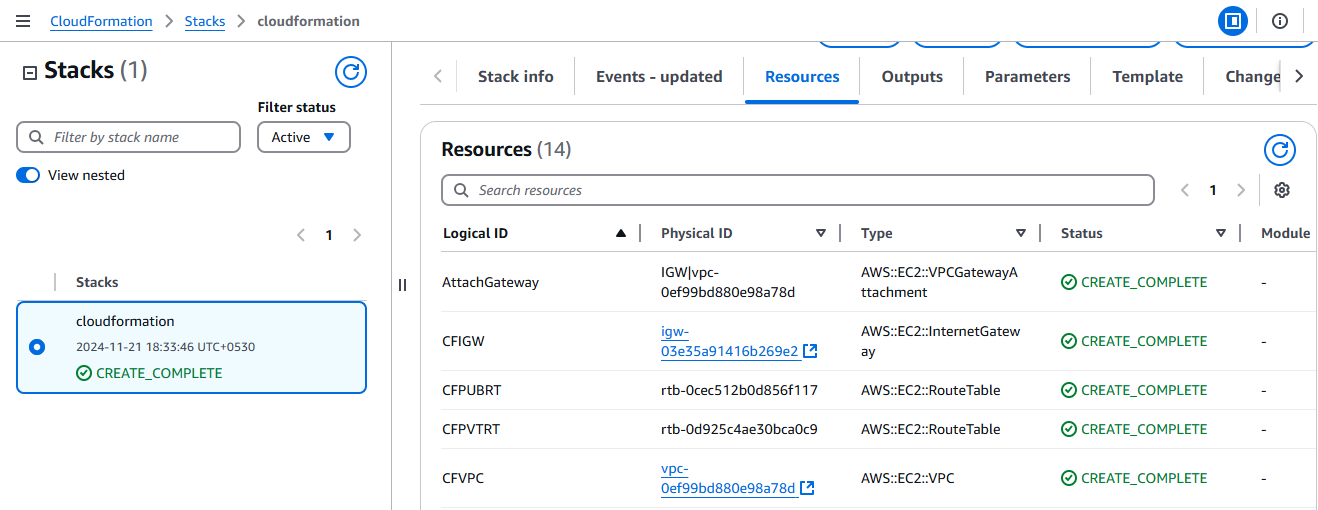 CloudFormation > Stacks > cloudformation
Stacks (1)
Filter status
Filter by stack name
Active
View nested
1
Stacks
cloudformation
2024-11-21 18:33:46 UTC+0530
CREATE_COMPLETE
Stack info Events - updated Resources Outputs Parameters Template Change
Resources (14)
Search resources
1
Logical ID Physical ID Type Status Module
AttachGateway IGW|vpc-0ef99bd880e98a78d AWS::EC2::VPCGatewayAttachment CREATE_COMPLETE -
CFIGW igw-03e35a91416b269e2 AWS::EC2::InternetGateway CREATE_COMPLETE -
CFPUBRT rtb-0cec512b0d856f117 AWS::EC2::RouteTable CREATE_COMPLETE -
CFPVTRT rtb-0d925c4ae30bca0c9 AWS::EC2::RouteTable CREATE_COMPLETE -
CFVPC vpc-0ef99bd880e98a78d AWS::EC2::VPC CREATE_COMPLETE -